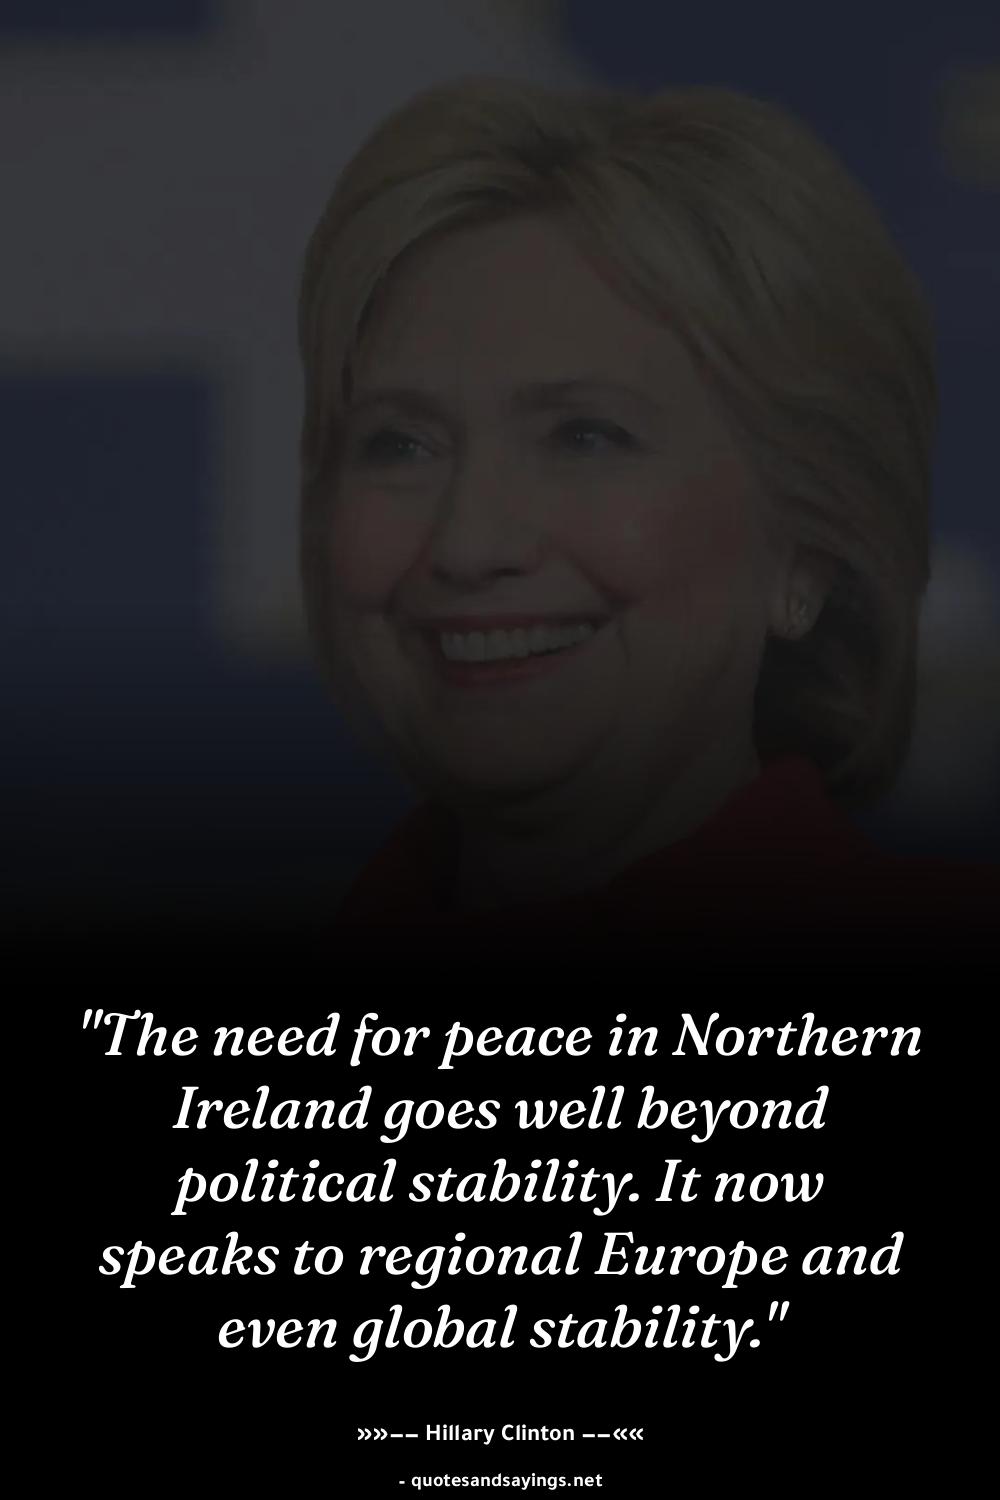 "The need for peace in Northern
Ireland goes well beyond
political stability. It now
speaks to regional Europe and
even global stability."
»»−− Hillary Clinton −−««
- quotesandsayings.net